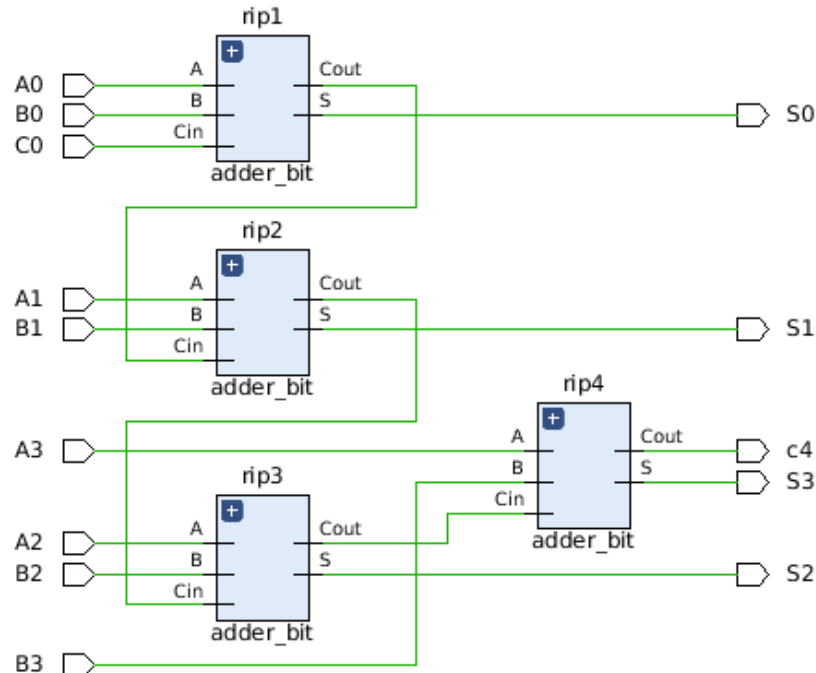 rip1
A0 A Cout
B0 B S S0
C0 Cin
adder_bit
rip2
A1 A Cout
B1 B S S1
Cin
adder_bit
rip4
A3 A Cout c4
B S S3
Cin
adder_bit
rip3
A2 A Cout
B2 B S S2
Cin
adder_bit
B3